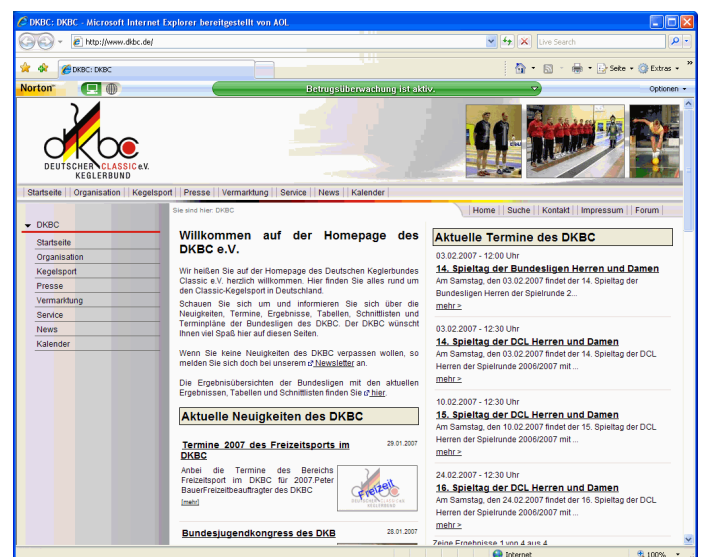 DKBC: DKBC - Microsoft Internet Explorer bereitgestellt von AOL
http://www.dkbc.de/
Live Search
DKBC: DKBC
Seite
Extras
Norton
Betrugsüberwachung ist aktiv.
Optionen
dkbc
DEUTSCHER CLASSIC e.V.
KEGLERBUND
Startseite | Organisation | Kegelsport | Presse | Vermarktung | Service | News | Kalender
Sie sind hier: DKBC
Home | Suche | Kontakt | Impressum | Forum
DKBC
Startseite
Organisation
Kegelsport
Presse
Vermarktung
Service
News
Kalender
Willkommen auf der Homepage des
DKBC e.V.
Wir heißen Sie auf der Homepage des Deutschen Keglerbundes
Classic e.V. herzlich willkommen. Hier finden Sie alles rund um
den Classic-Kegelsport in Deutschland.
Schauen Sie sich um und informieren Sie sich über die
Neuigkeiten, Termine, Ergebnisse, Tabellen, Schnittlisten und
Terminpläne der Bundesligen des DKBC. Der DKBC wünscht
Ihnen viel Spaß hier auf diesen Seiten.
Wenn Sie keine Neuigkeiten des DKBC verpassen wollen, so
melden Sie sich doch bei unserem Newsletter an.
Die Ergebnisübersichten der Bundesligen mit den aktuellen
Ergebnissen, Tabellen und Schnittlisten finden Sie hier.
Aktuelle Neuigkeiten des DKBC
Termine 2007 des Freizeitsports im
DKBC
29.01.2007
Anbei die Termine des Bereichs
Freizeitsport im DKBC für 2007.Peter
BauerFreizeitbeauftragter des DKBC
[mehr]
Freizeit
Bundesjugendkongress des DKB
28.01.2007
Aktuelle Termine des DKBC
03.02.2007 - 12:00 Uhr
14. Spieltag der Bundesligen Herren und Damen
Am Samstag, den 03.02.2007 findet der 14. Spieltag der
Bundesligen Herren der Spielrunde 2...
mehr >
03.02.2007 - 12:30 Uhr
14. Spieltag der DCL Herren und Damen
Am Samstag, den 03.02.2007 findet der 14. Spieltag der DCL
Herren der Spielrunde 2006/2007 mit ...
mehr >
10.02.2007 - 12:30 Uhr
15. Spieltag der DCL Herren und Damen
Am Samstag, den 10.02.2007 findet der 15. Spieltag der DCL
Herren der Spielrunde 2006/2007 mit ...
mehr >
24.02.2007 - 12:30 Uhr
16. Spieltag der DCL Herren und Damen
Am Samstag, den 24.02.2007 findet der 16. Spieltag der DCL
Herren der Spielrunde 2006/2007 mit ...
mehr >
Zeige Ergebnisse 1 von 4 aus 4
Internet
100%